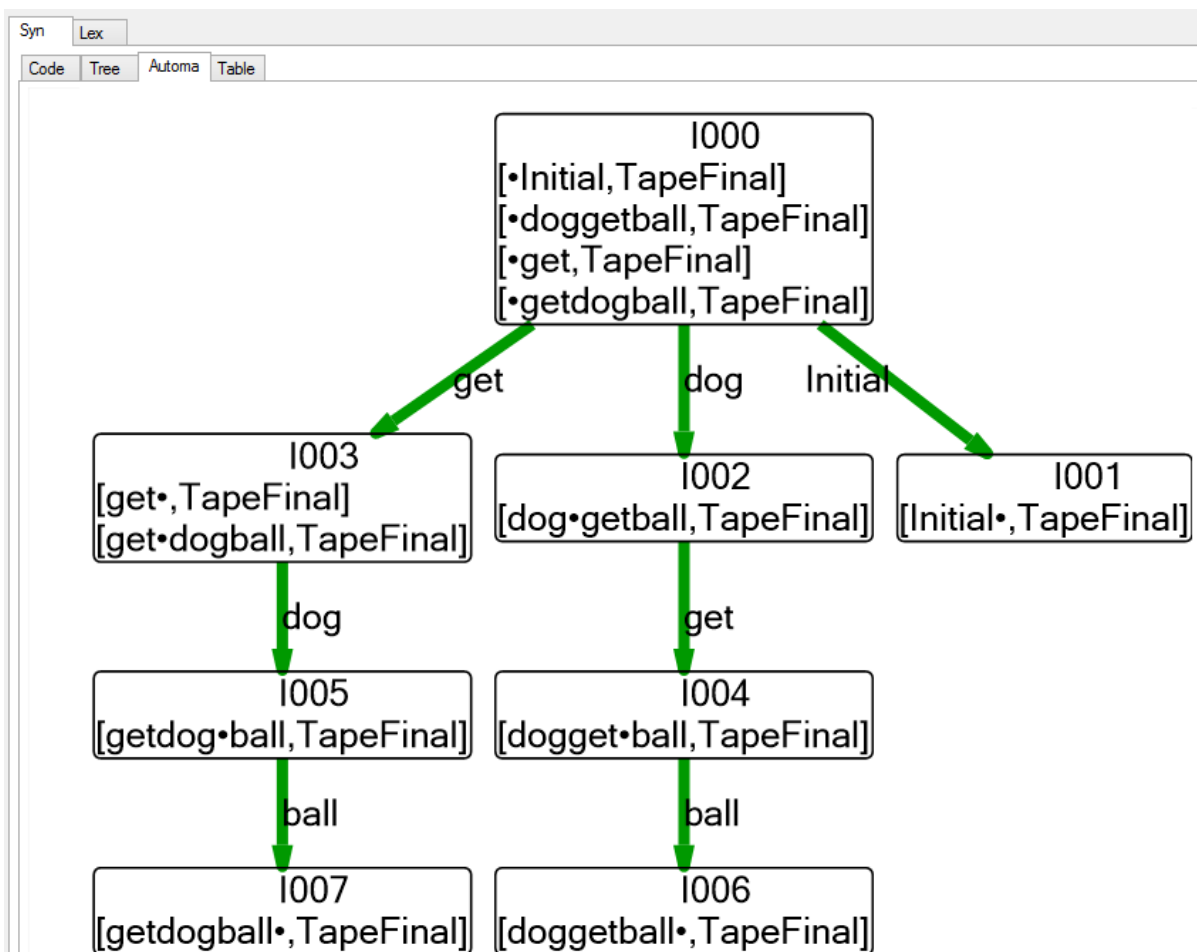 Syn Lex
Code Tree Automa Table
I000
[•Initial,TapeFinal]
[•doggetball,TapeFinal]
[•get,TapeFinal]
[•getdogball,TapeFinal]
get dog Initial
I003
[get•,TapeFinal]
[get•dogball,TapeFinal]
I002
[dog•getball,TapeFinal]
I001
[Initial•,TapeFinal]
dog get
I005
[getdog•ball,TapeFinal]
I004
[dogget•ball,TapeFinal]
ball ball
I007
[getdogball•,TapeFinal]
I006
[doggetball•,TapeFinal]